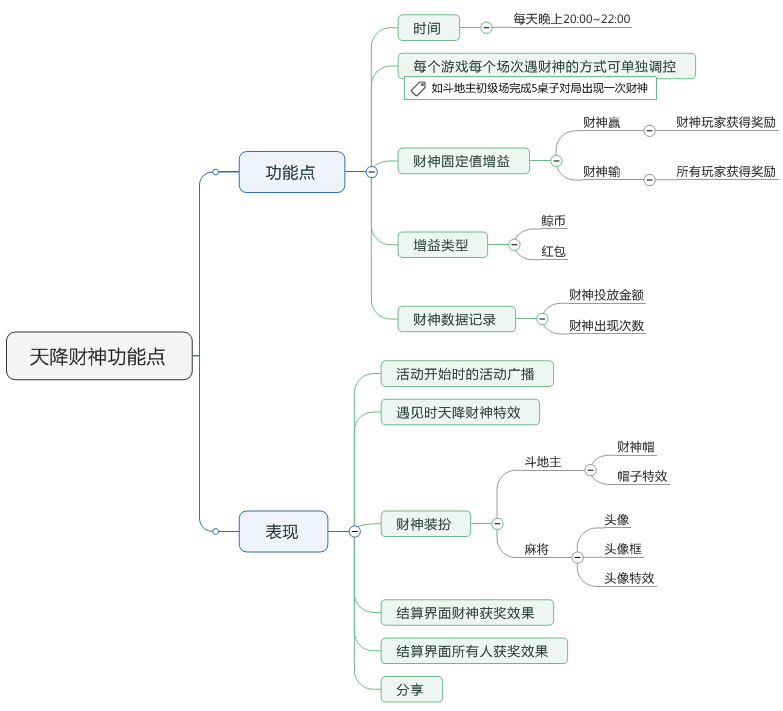 天降财神功能点
功能点
时间
每天晚上20:00~22:00
每个游戏每个场次遇财神的方式可单独调控
如斗地主初级场完成5桌子对局出现一次财神
财神固定值增益
财神赢
财神玩家获得奖励
财神输
所有玩家获得奖励
增益类型
鲸币
红包
财神数据记录
财神投放金额
财神出现次数
表现
活动开始时的活动广播
遇见时天降财神特效
财神装扮
斗地主
财神帽
帽子特效
麻将
头像
头像框
头像特效
结算界面财神获奖效果
结算界面所有人获奖效果
分享